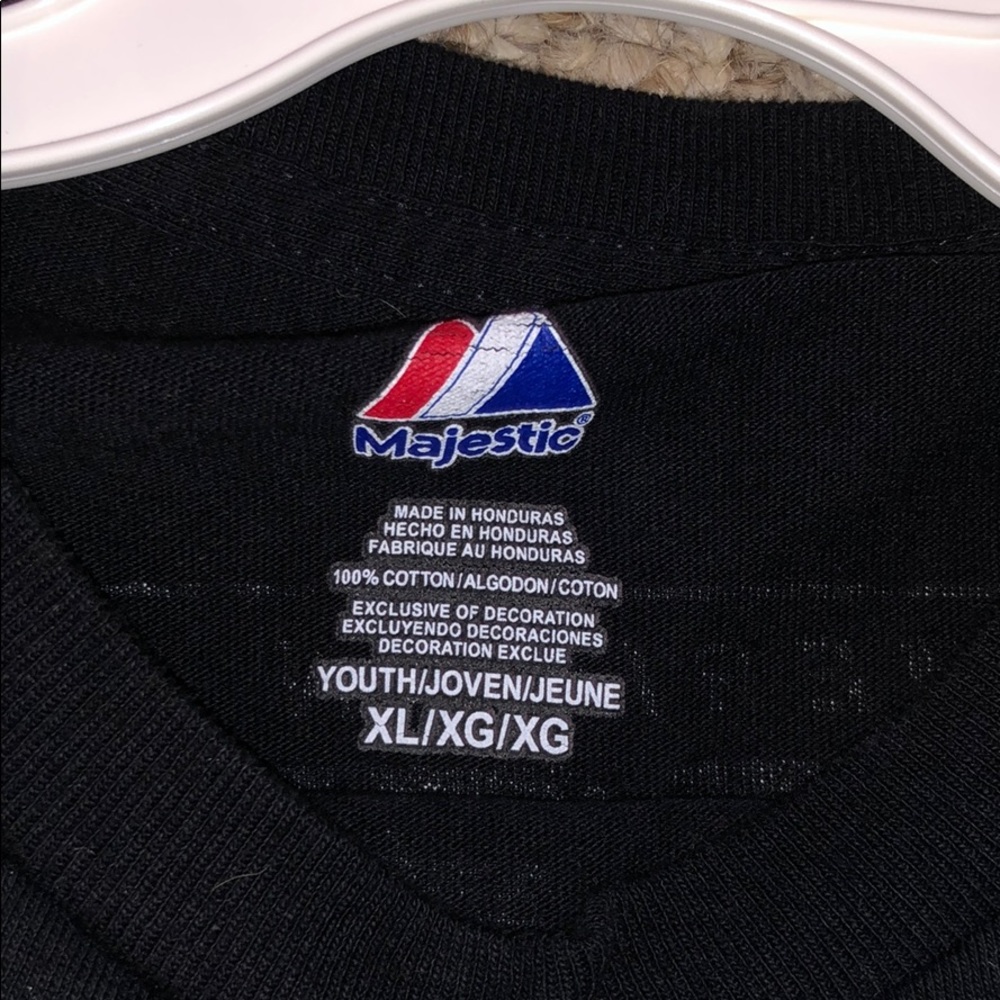 Majestic®
MADE IN HONDURAS
HECHO EN HONDURAS
FABRIQUE AU HONDURAS
100% COTTON/ALGODON/COTON
EXCLUSIVE OF DECORATION
EXCLUYENDO DECORACIONES
DECORATION EXCLUE
YOUTH/JOVEN/JEUNE
XL/XG/XG